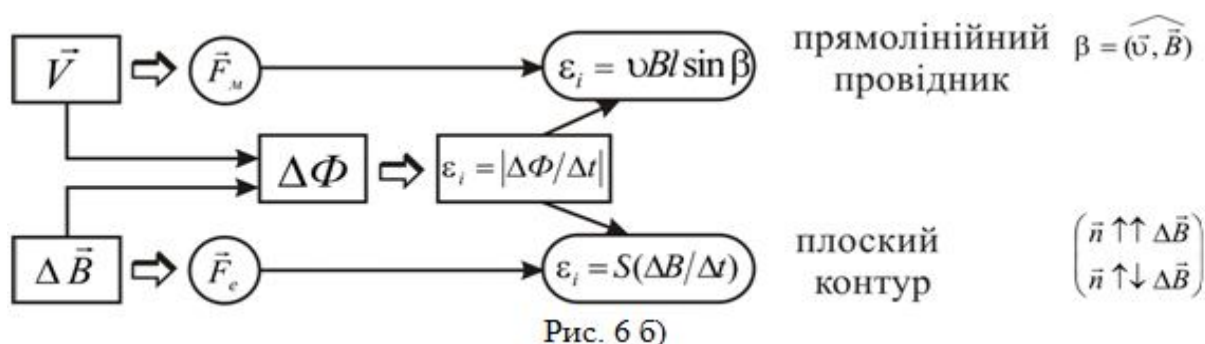 V⃗ F⃗м εᵢ = υBl sin β прямолінійний провідник β = (υ⃗, B⃗)
ΔΦ εᵢ = |ΔΦ/Δt|
ΔB⃗ F⃗e εᵢ = S(ΔB/Δt) плоский контур
n⃗ ↑↑ ΔB⃗
n⃗ ↑↓ ΔB⃗
Рис. 6 б)